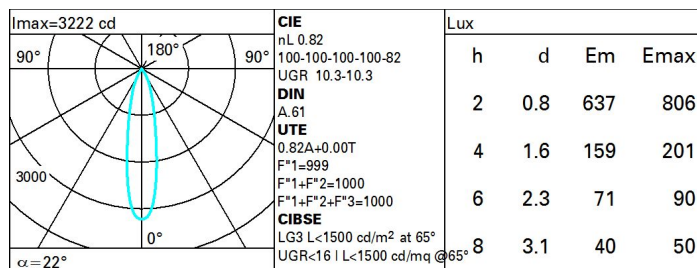 Imax=3222 cd
90°
180°
90°
3000
0°
α=22°
CIE
nL 0.82
100-100-100-100-82
UGR 10.3-10.3
DIN
A.61
UTE
0.82A+0.00T
F"1=999
F"1+F"2=1000
F"1+F"2+F"3=1000
CIBSE
LG3 L<1500 cd/m² at 65°
UGR<16 | L<1500 cd/mq @65°
Lux
h d Em Emax
2 0.8 637 806
4 1.6 159 201
6 2.3 71 90
8 3.1 40 50